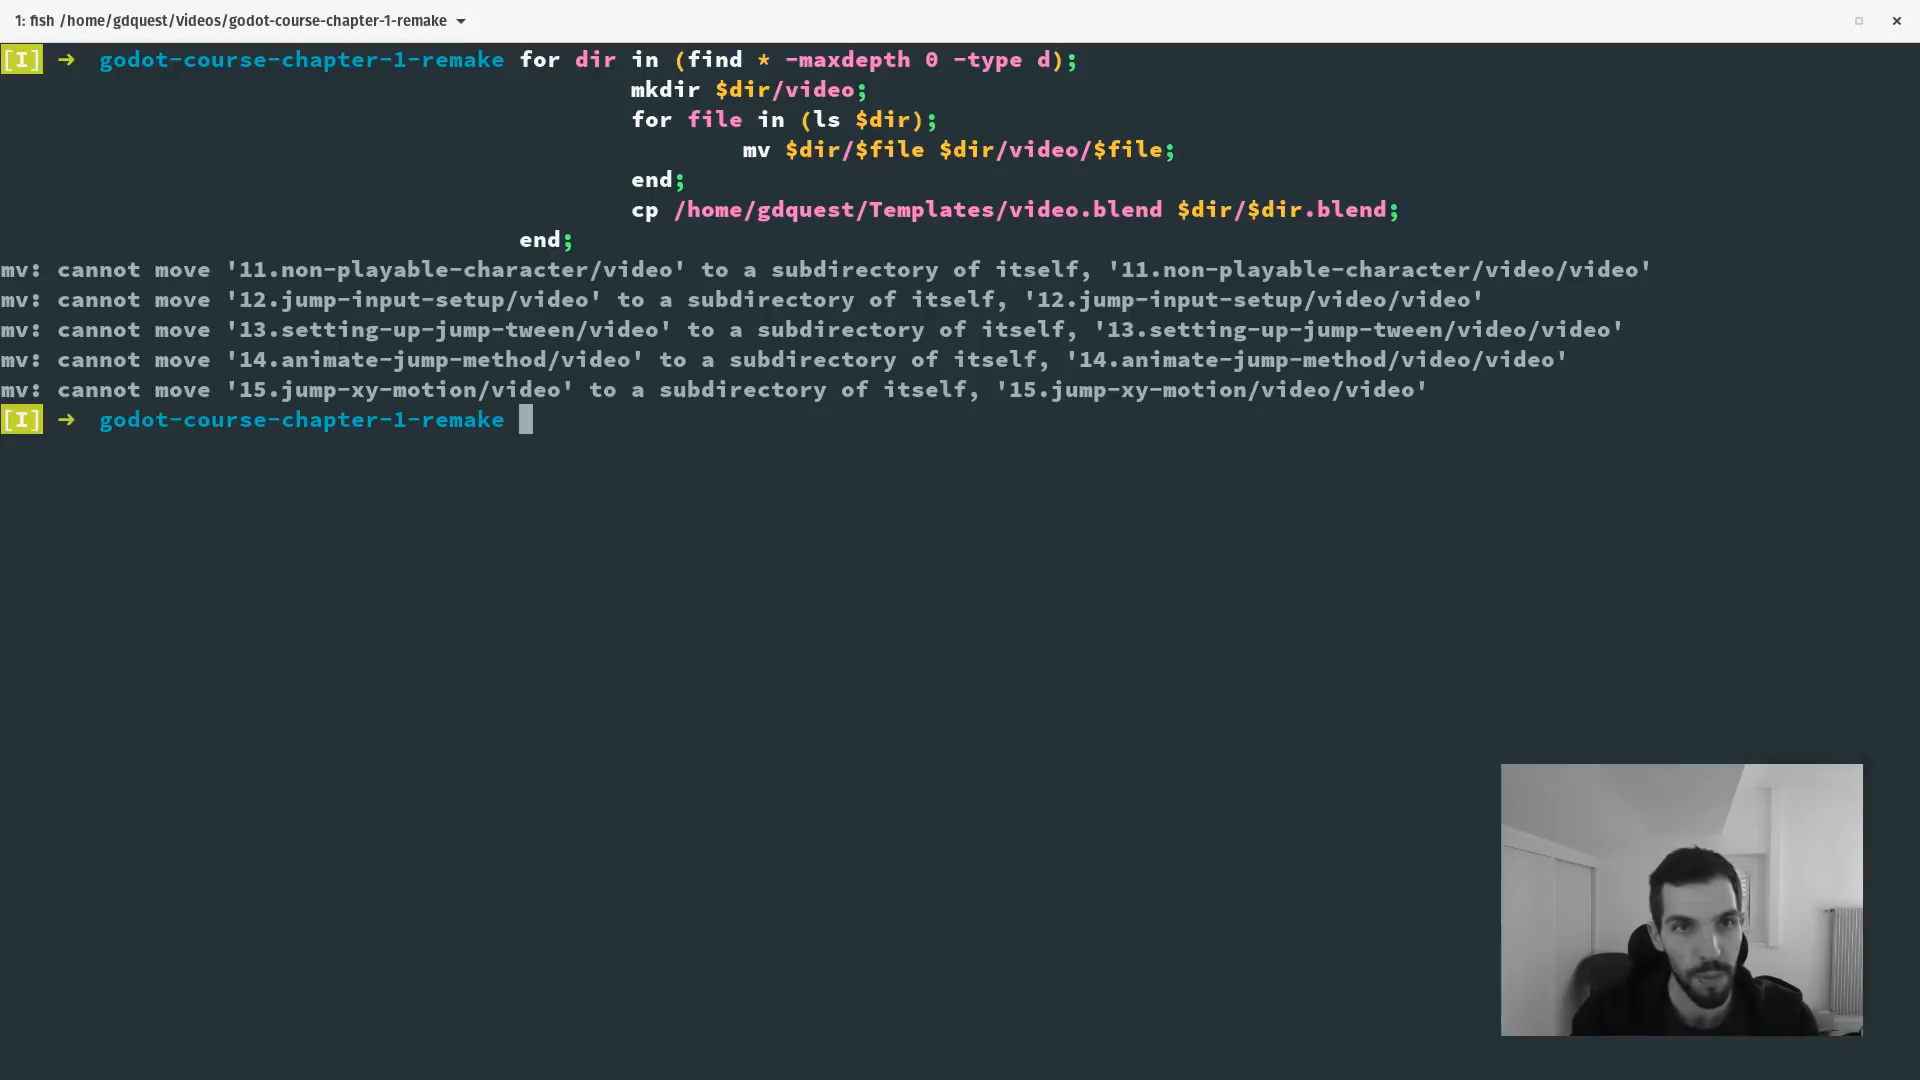 1: fish /home/gdquest/videos/godot-course-chapter-1-remake
[I] ➜ godot-course-chapter-1-remake for dir in (find * -maxdepth 0 -type d);
mkdir $dir/video;
for file in (ls $dir);
mv $dir/$file $dir/video/$file;
end;
cp /home/gdquest/Templates/video.blend $dir/$dir.blend;
end;
mv: cannot move '11.non-playable-character/video' to a subdirectory of itself, '11.non-playable-character/video/video'
mv: cannot move '12.jump-input-setup/video' to a subdirectory of itself, '12.jump-input-setup/video/video'
mv: cannot move '13.setting-up-jump-tween/video' to a subdirectory of itself, '13.setting-up-jump-tween/video/video'
mv: cannot move '14.animate-jump-method/video' to a subdirectory of itself, '14.animate-jump-method/video/video'
mv: cannot move '15.jump-xy-motion/video' to a subdirectory of itself, '15.jump-xy-motion/video/video'
[I] ➜ godot-course-chapter-1-remake